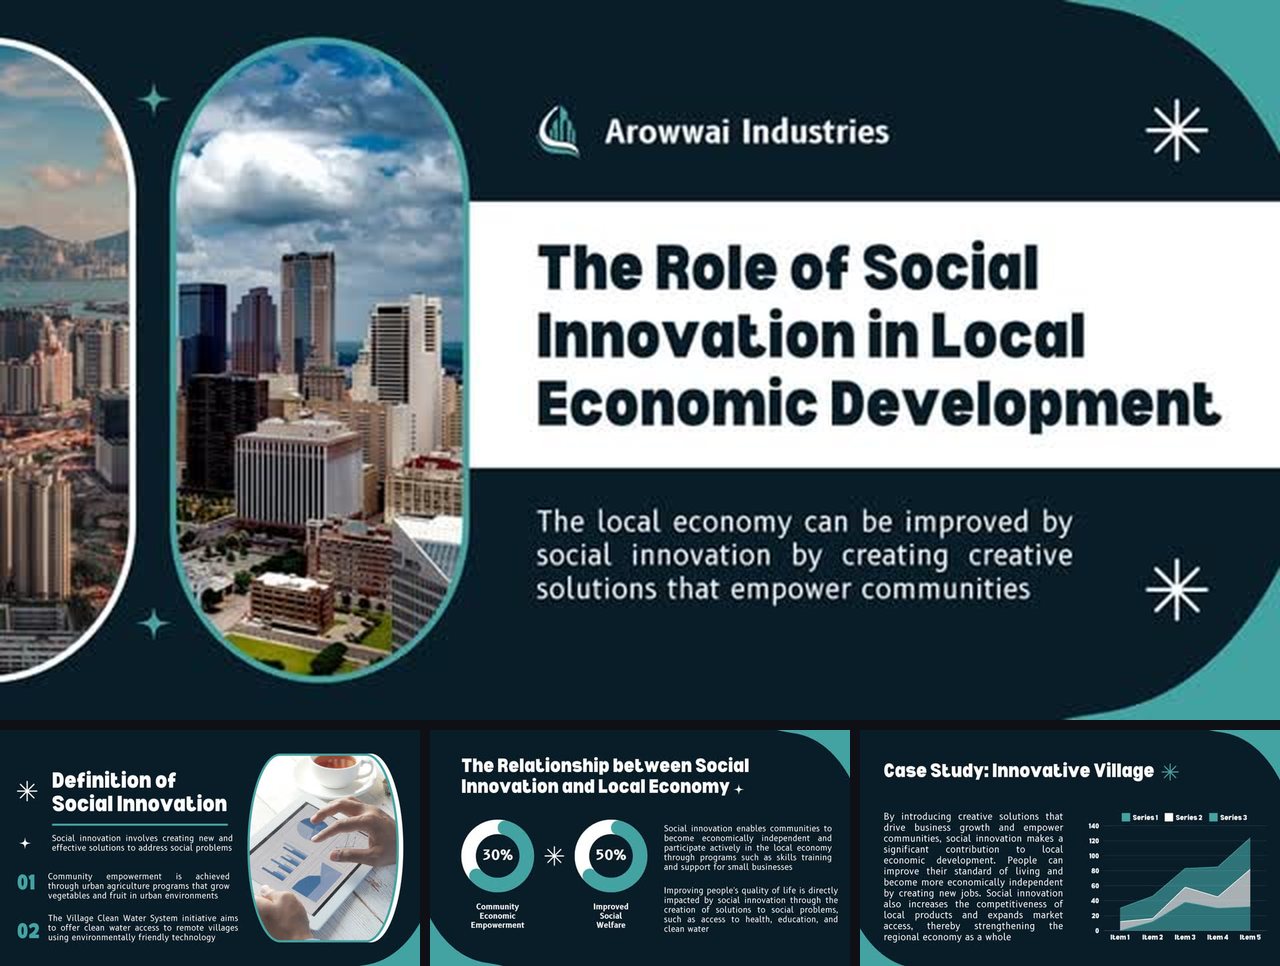 Arowwai Industries
The Role of Social
Innovation in Local
Economic Development
The local economy can be improved by
social innovation by creating creative
solutions that empower communities
Definition of
Social Innovation
Social innovation involves creating new and
effective solutions to address social problems
01
Community empowerment is achieved
through urban agriculture programs that grow
vegetables and fruit in urban environments
02
The Village Clean Water System initiative aims
to offer clean water access to remote villages
using environmentally friendly technology
The Relationship between Social
Innovation and Local Economy
30%
50%
Community
Economic
Empowerment
Improved
Social
Welfare
Social innovation enables communities to
become economically independent and
participate actively in the local economy
through programs such as skills training
and support for small businesses
Improving people's quality of life is directly
impacted by social innovation through the
creation of solutions to social problems,
such as access to health, education, and
clean water
Case Study: Innovative Village
By introducing creative solutions that
drive business growth and empower
communities, social innovation makes a
significant contribution to local
economic development. People can
improve their standard of living and
become more economically independent
by creating new jobs. Social innovation
also increases the competitiveness of
local products and expands market
access, thereby strengthening the
regional economy as a whole
Series 1 Series 2 Series 3
140
120
100
80
60
40
20
0
Item 1 Item 2 Item 3 Item 4 Item 5